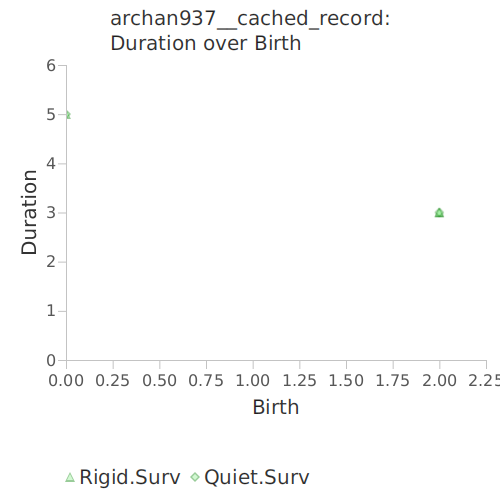 archan937__cached_record:
Duration over Birth
6
5
4
3
2
1
0
Duration
0.00 0.25 0.50 0.75 1.00 1.25 1.50 1.75 2.00 2.25
Birth
Rigid.Surv Quiet.Surv